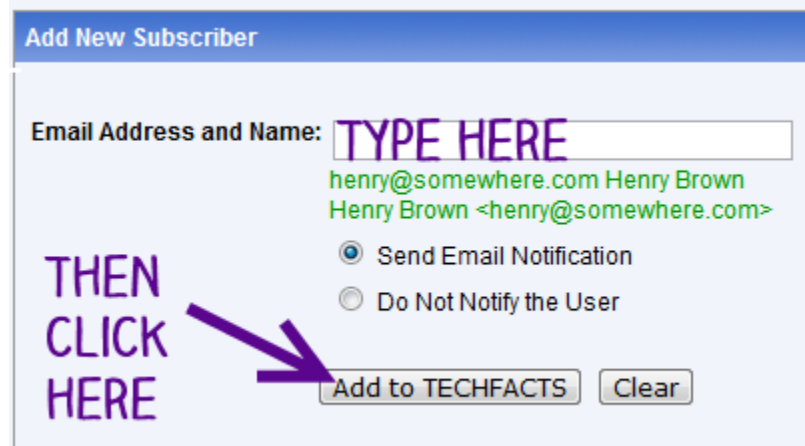 Add New Subscriber
Email Address and Name: TYPE HERE
henry@somewhere.com Henry Brown
Henry Brown <henry@somewhere.com>
Send Email Notification
Do Not Notify the User
THEN
CLICK
HERE
Add to TECHFACTS Clear